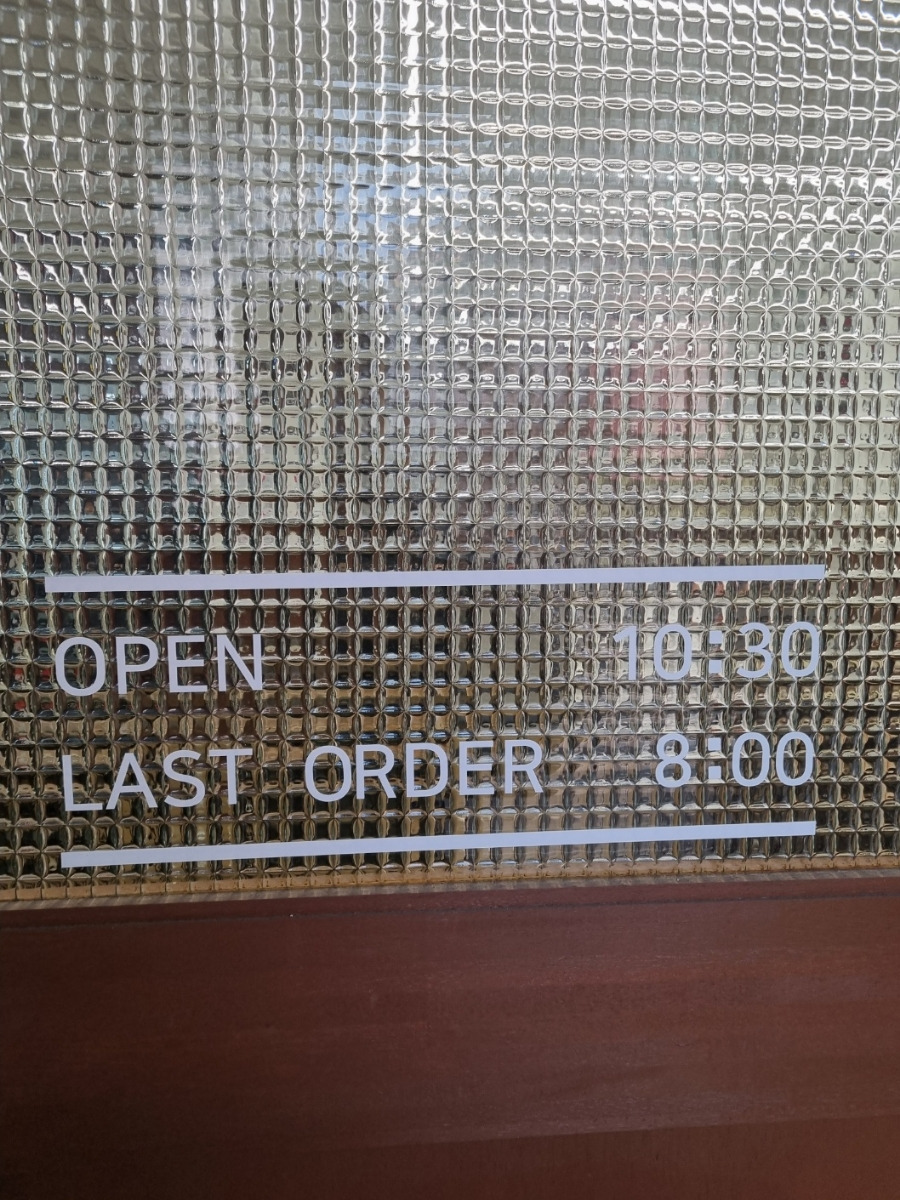 OPEN 10:30
LAST ORDER 8:00